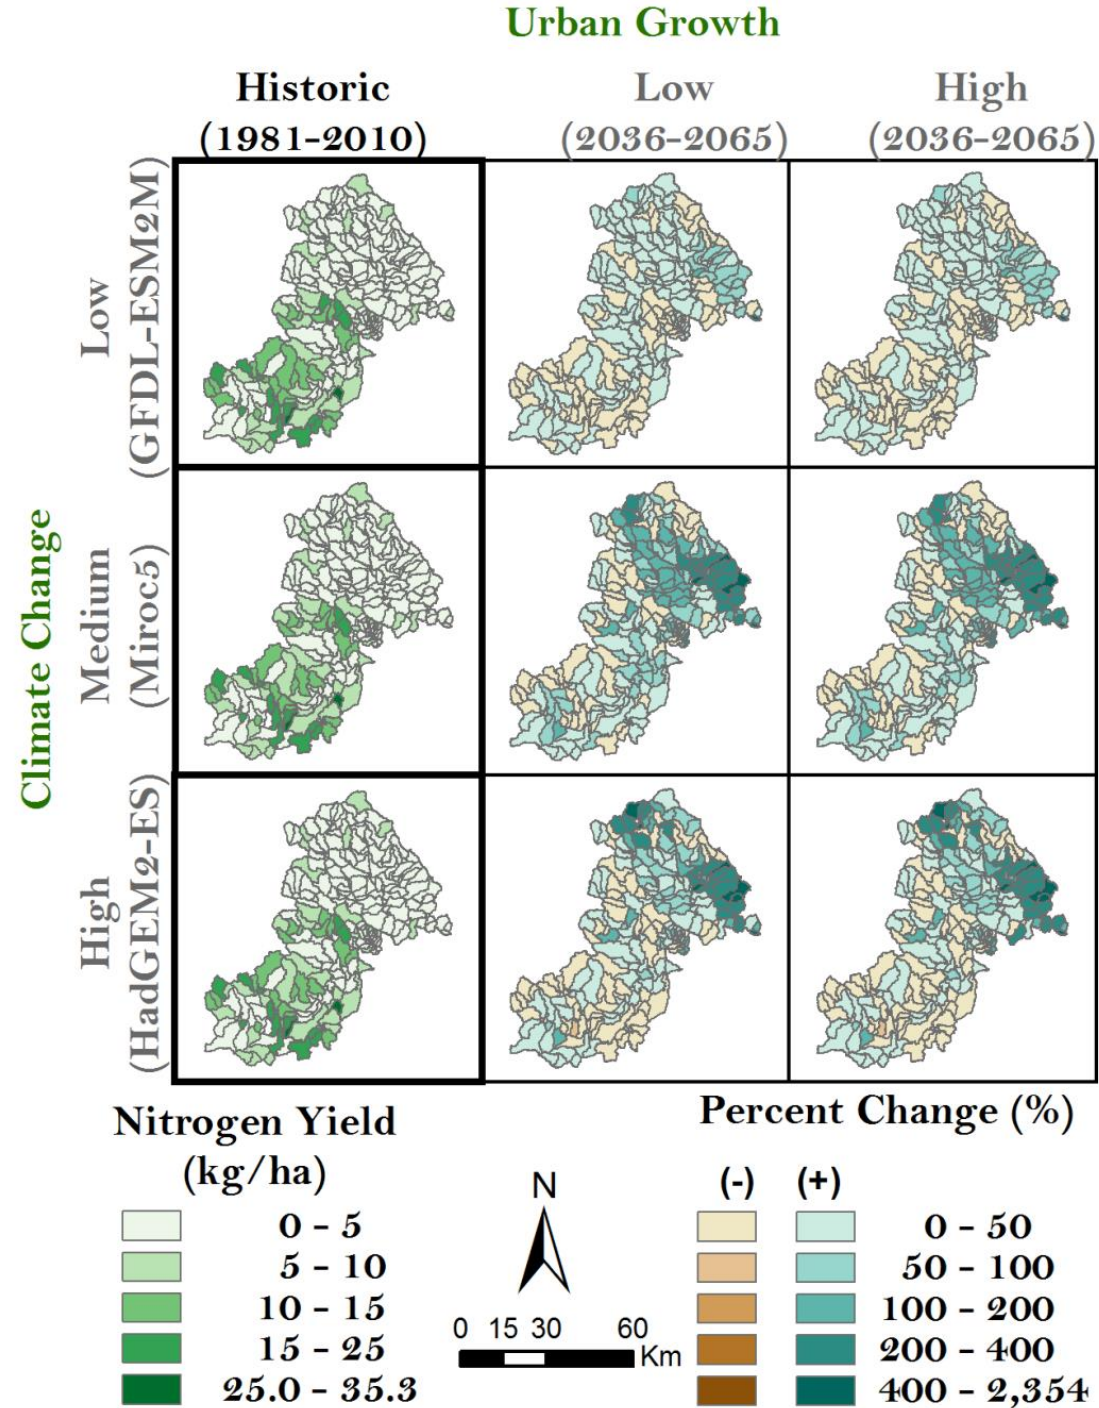 Urban Growth
Historic
(1981-2010)
Low
(2036-2065)
High
(2036-2065)
Climate Change
Low
(GFDL-ESM2M)
Medium
(Miroc5)
High
(HadGEM2-ES)
Nitrogen Yield
(kg/ha)
0 - 5
5 - 10
10 - 15
15 - 25
25.0 - 35.3
N
0 15 30 60
Km
Percent Change (%)
(-) (+)
0 - 50
50 - 100
100 - 200
200 - 400
400 - 2,354